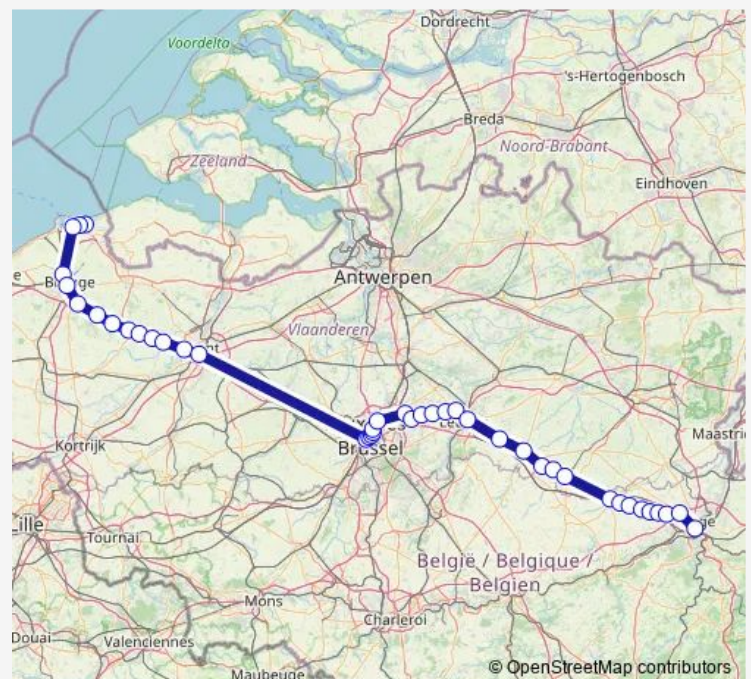 Dordrecht
Voordelta
's-Hertogenbosch
Breda
Noord-Brabant
Zeeland
Eindhoven
Antwerpen
Vlaanderen
Brussel
Maastri
Kortrijk
Lille
Tournai
België / Belgique /
Belgien
Mons
Charleroi
Douai
Valenciennes
Maubeuge
© OpenStreetMap contributors